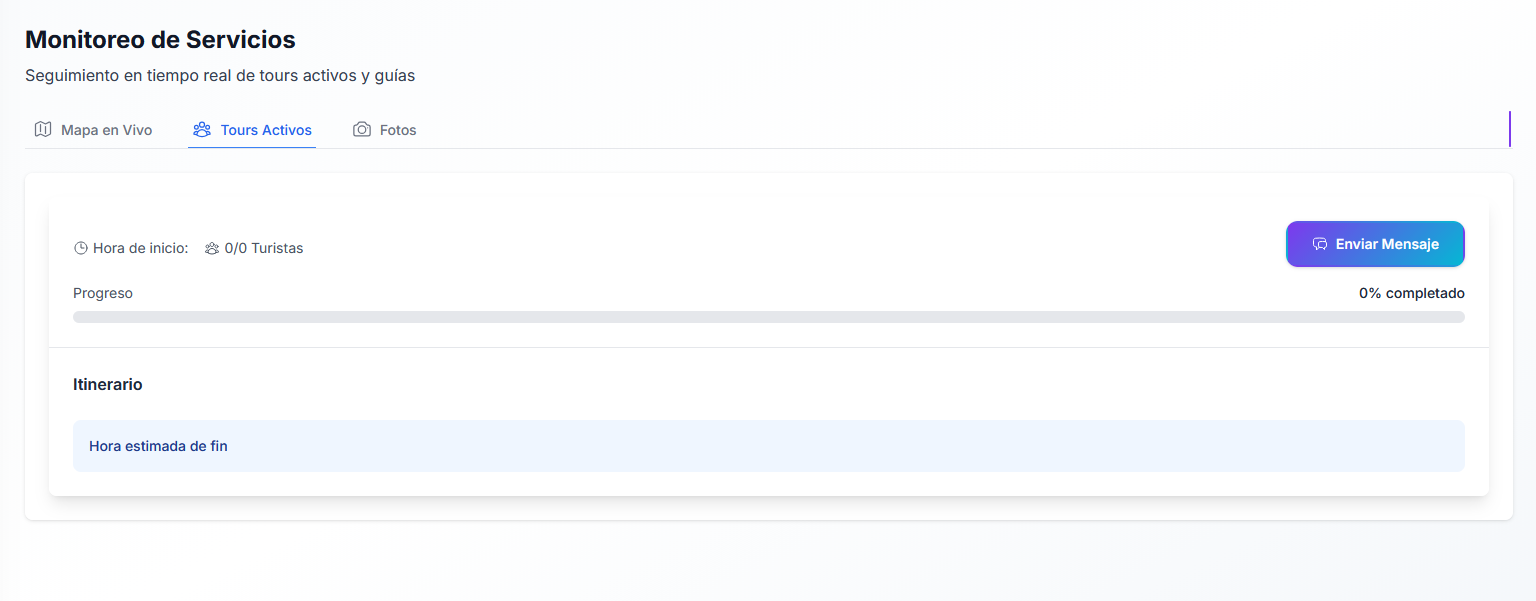 Monitoreo de Servicios
Seguimiento en tiempo real de tours activos y guías
Mapa en Vivo Tours Activos Fotos
Hora de inicio: 0/0 Turistas Enviar Mensaje
Progreso 0% completado
Itinerario
Hora estimada de fin